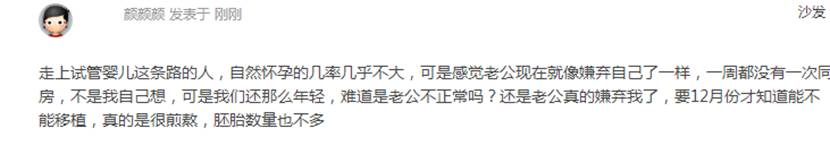 颜颜颜 发表于 刚刚 沙发
走上试管婴儿这条路的人，自然怀孕的几率几乎不大，可是感觉老公现在就像嫌弃自己了一样，一周都没有一次同
房，不是我自己想，可是我们还那么年轻，难道是老公不正常吗？还是老公真的嫌弃我了，要12月份才知道能不
能移植，真的是很煎熬，胚胎数量也不多